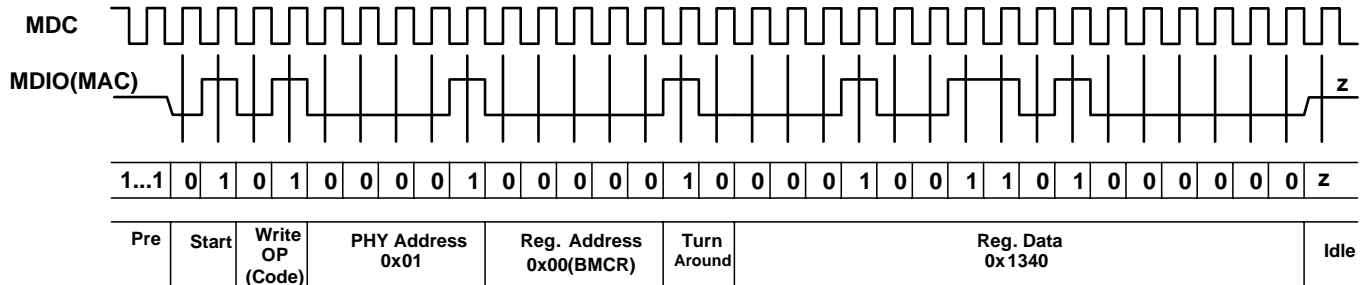 MDC
MDIO(MAC)
z
1...1 0 1 0 1 0 0 0 0 1 0 0 0 0 0 1 0 0 0 0 1 0 0 1 1 0 1 0 0 0 0 0 0 z
Pre Start Write OP (Code) PHY Address 0x01 Reg. Address 0x00(BMCR) Turn Around Reg. Data 0x1340 Idle